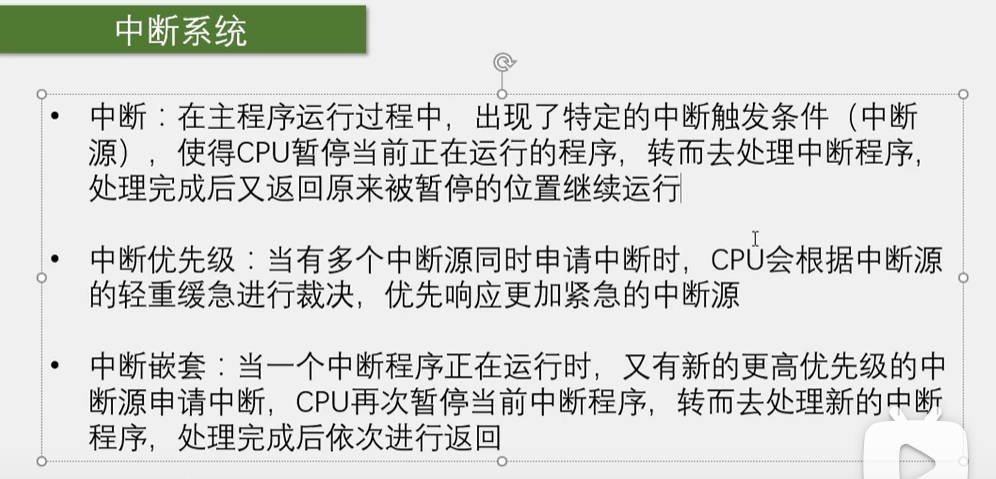 中断系统
• 中断：在主程序运行过程中，出现了特定的中断触发条件（中断
源），使得CPU暂停当前正在运行的程序，转而去处理中断程序，
处理完成后又返回原来被暂停的位置继续运行
• 中断优先级：当有多个中断源同时申请中断时，CPU会根据中断源
的轻重缓急进行裁决，优先响应更加紧急的中断源
• 中断嵌套：当一个中断程序正在运行时，又有新的更高优先级的中
断源申请中断，CPU再次暂停当前中断程序，转而去处理新的中断
程序，处理完成后依次进行返回